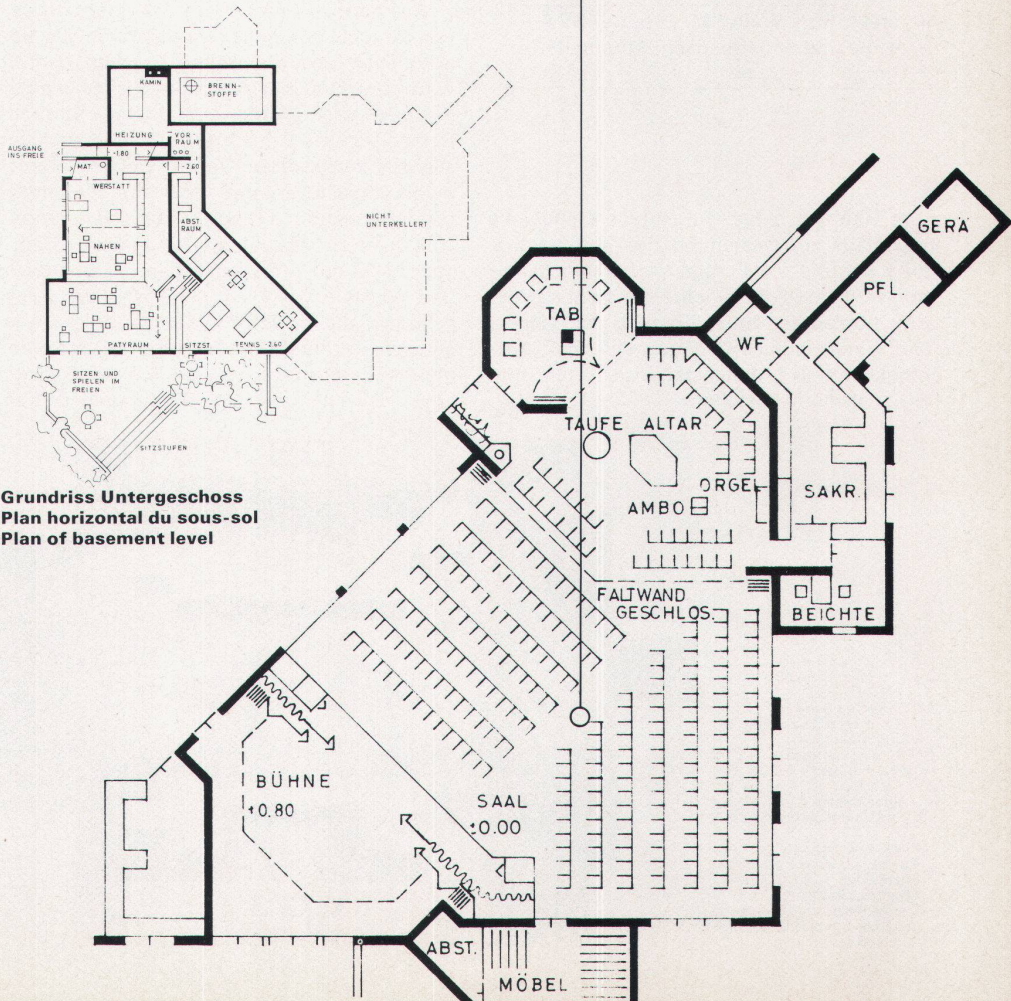 KAMIN
BRENN-
STOFFE
HEIZUNG
VOR-
RAUM
AUSGANG
INS FREIE
-1.80
MAT.
-2.60
WERSTATT
ABST.
RAUM
NICHT
UNTERKELLERT
NÄHEN
PATYRAUM
SITZST.
TENNIS -2.60
SITZEN UND
SPIELEN IM
FREIEN
SITZSTUFEN
Grundriss Untergeschoss
Plan horizontal du sous-sol
Plan of basement level
GERÄ
PFL.
TAB.
WF
TAUFE ALTAR
ORGEL
SAKR.
AMBO
FALTWAND
GESCHLOS.
BEICHTE
BÜHNE
+0.80
SAAL
±0.00
ABST.
MÖBEL